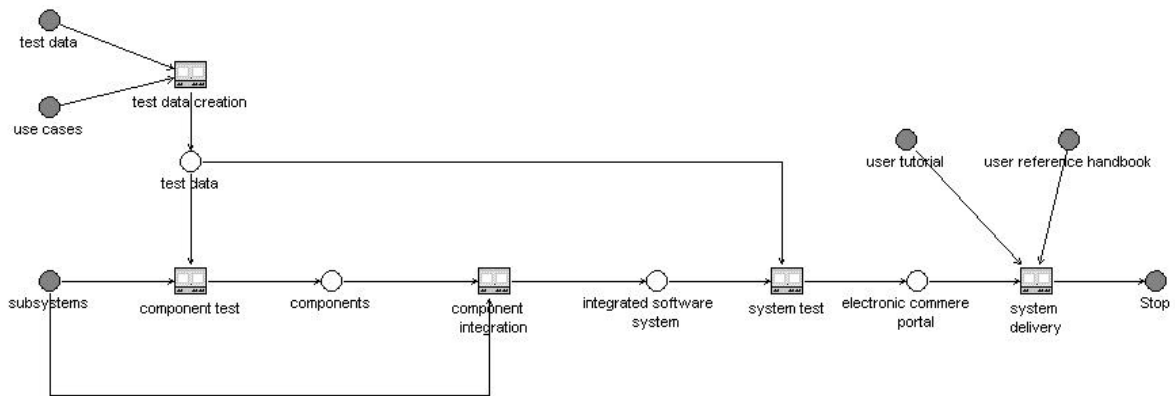 test data
test data creation
use cases
test data
user tutorial
user reference handbook
subsystems
component test
components
component
integration
integrated software
system
system test
electronic commere
portal
system
delivery
Stop